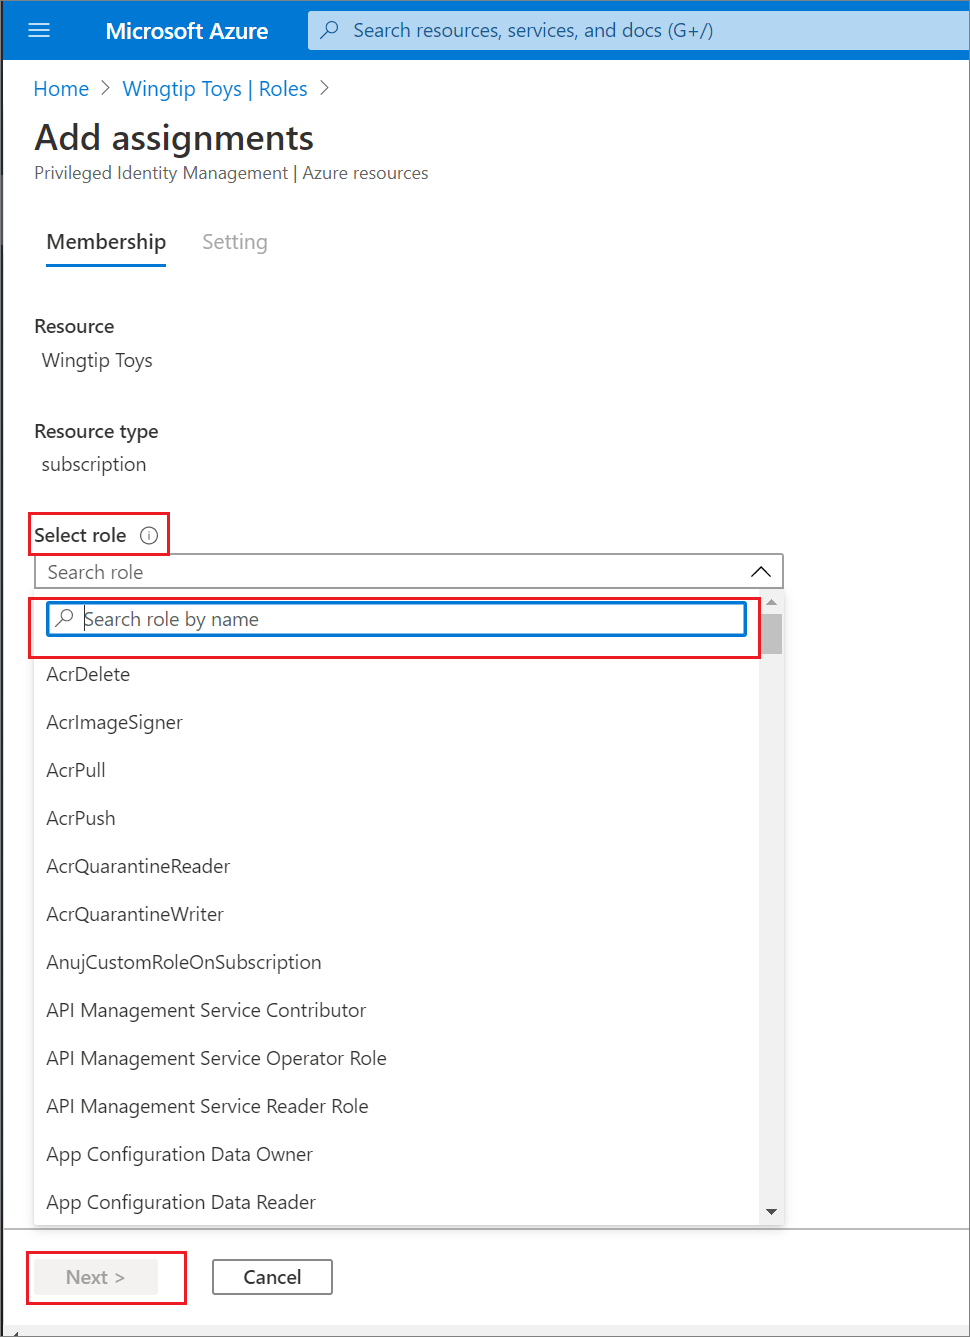 Microsoft Azure
Search resources, services, and docs (G+/)
Home > Wingtip Toys | Roles >
Add assignments
Privileged Identity Management | Azure resources
Membership Setting
Resource
Wingtip Toys
Resource type
subscription
Select role
Search role
Search role by name
AcrDelete
AcrImageSigner
AcrPull
AcrPush
AcrQuarantineReader
AcrQuarantineWriter
AnujCustomRoleOnSubscription
API Management Service Contributor
API Management Service Operator Role
API Management Service Reader Role
App Configuration Data Owner
App Configuration Data Reader
Next > Cancel